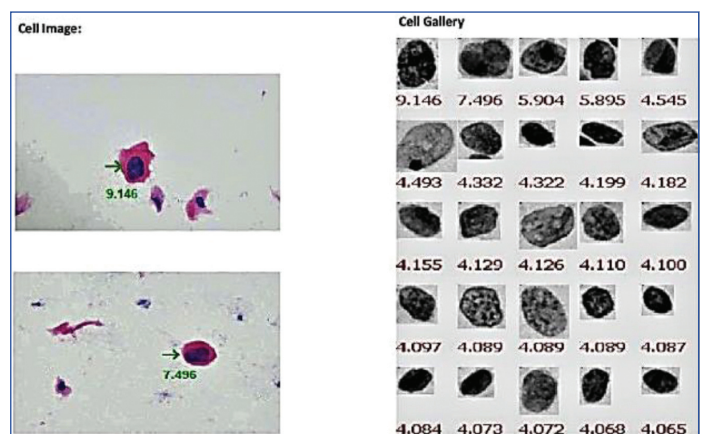 Cell Image:
9.146
7.496
Cell Gallery
9.146 7.496 5.904 5.895 4.545
4.493 4.332 4.322 4.199 4.182
4.155 4.129 4.126 4.110 4.100
4.097 4.089 4.089 4.089 4.087
4.084 4.073 4.072 4.068 4.065